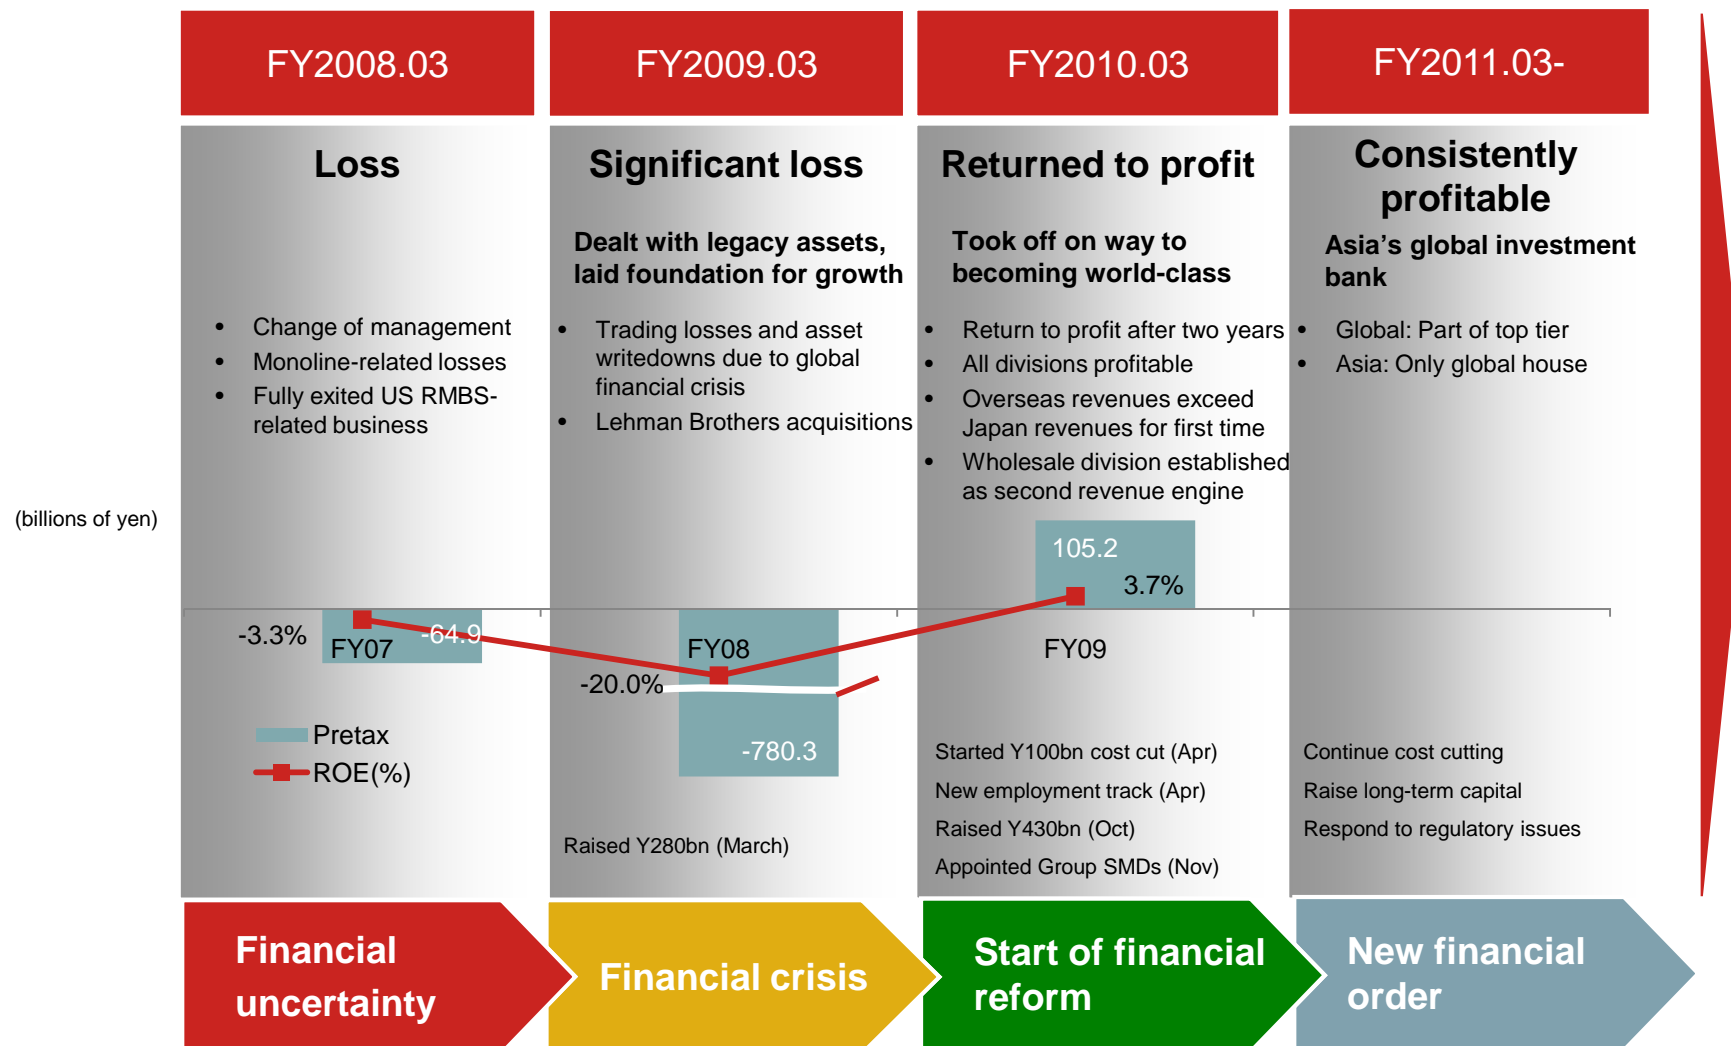 FY2008.03
FY2009.03
FY2010.03
FY2011.03-
Loss
• Change of management
• Monoline-related losses
• Fully exited US RMBS-
related business
Significant loss
Dealt with legacy assets,
laid foundation for growth
• Trading losses and asset
writedowns due to global
financial crisis
• Lehman Brothers acquisitions
Returned to profit
Took off on way to
becoming world-class
• Return to profit after two years
• All divisions profitable
• Overseas revenues exceed
Japan revenues for first time
• Wholesale division established
as second revenue engine
Consistently
profitable
Asia’s global investment
bank
• Global: Part of top tier
• Asia: Only global house
(billions of yen)
105.2
3.7%
-3.3%
-64.9
FY07
FY08
FY09
-20.0%
-780.3
Pretax
ROE(%)
Raised Y280bn (March)
Started Y100bn cost cut (Apr)
New employment track (Apr)
Raised Y430bn (Oct)
Appointed Group SMDs (Nov)
Continue cost cutting
Raise long-term capital
Respond to regulatory issues
Financial
uncertainty
Financial crisis
Start of financial
reform
New financial
order